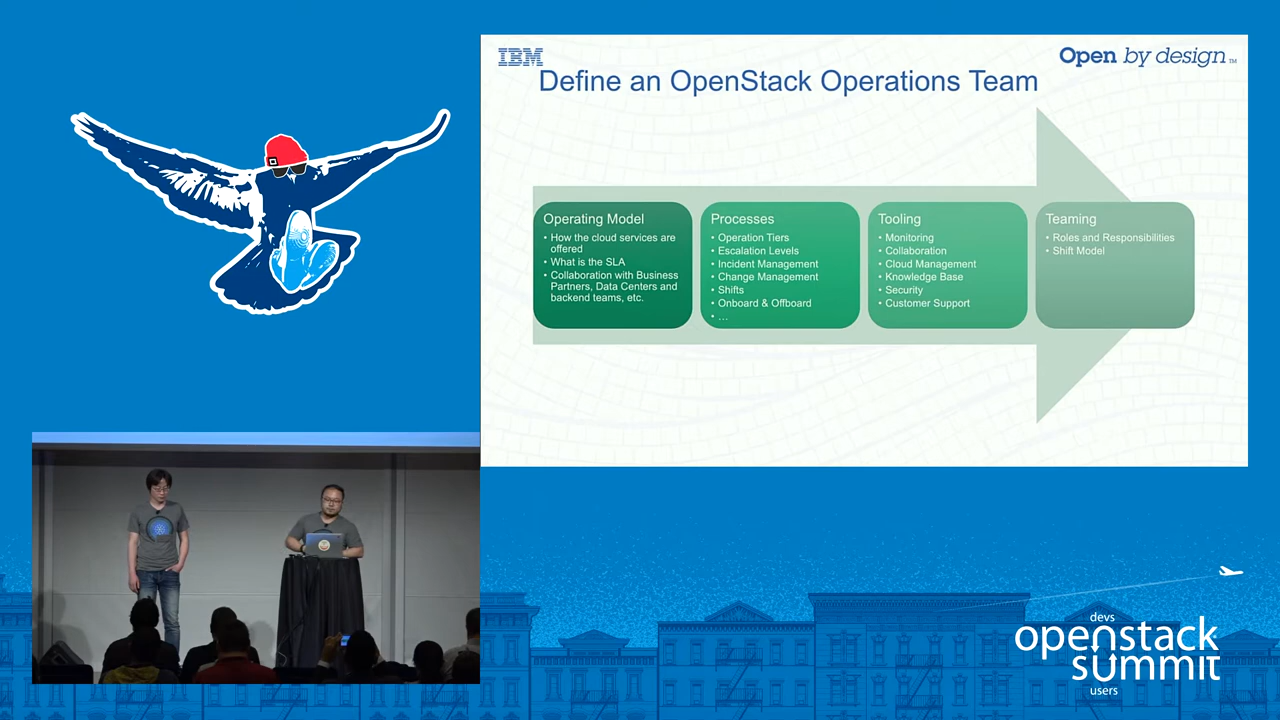 IBM
Open by design™
Define an OpenStack Operations Team
Operating Model
• How the cloud services are
offered
• What is the SLA
• Collaboration with Business
Partners, Data Centers and
backend teams, etc.
Processes
• Operation Tiers
• Escalation Levels
• Incident Management
• Change Management
• Shifts
• Onboard & Offboard
• ...
Tooling
• Monitoring
• Collaboration
• Cloud Management
• Knowledge Base
• Security
• Customer Support
Teaming
• Roles and Responsibilities
• Shift Model
devs
openstack
summit
users